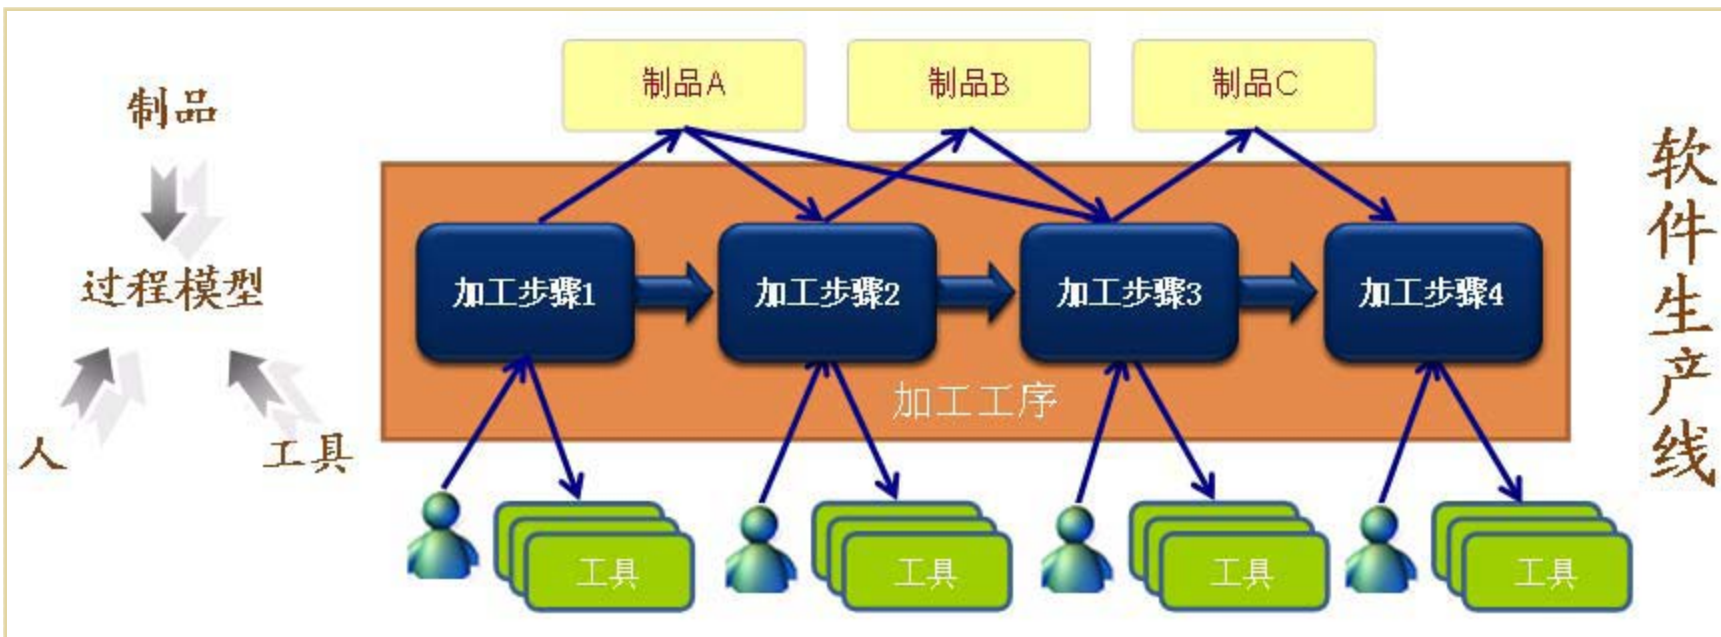 制品
过程模型
人
工具
制品A
制品B
制品C
加工步骤1
加工步骤2
加工步骤3
加工步骤4
加工工序
工具
工具
工具
工具
软件生产线